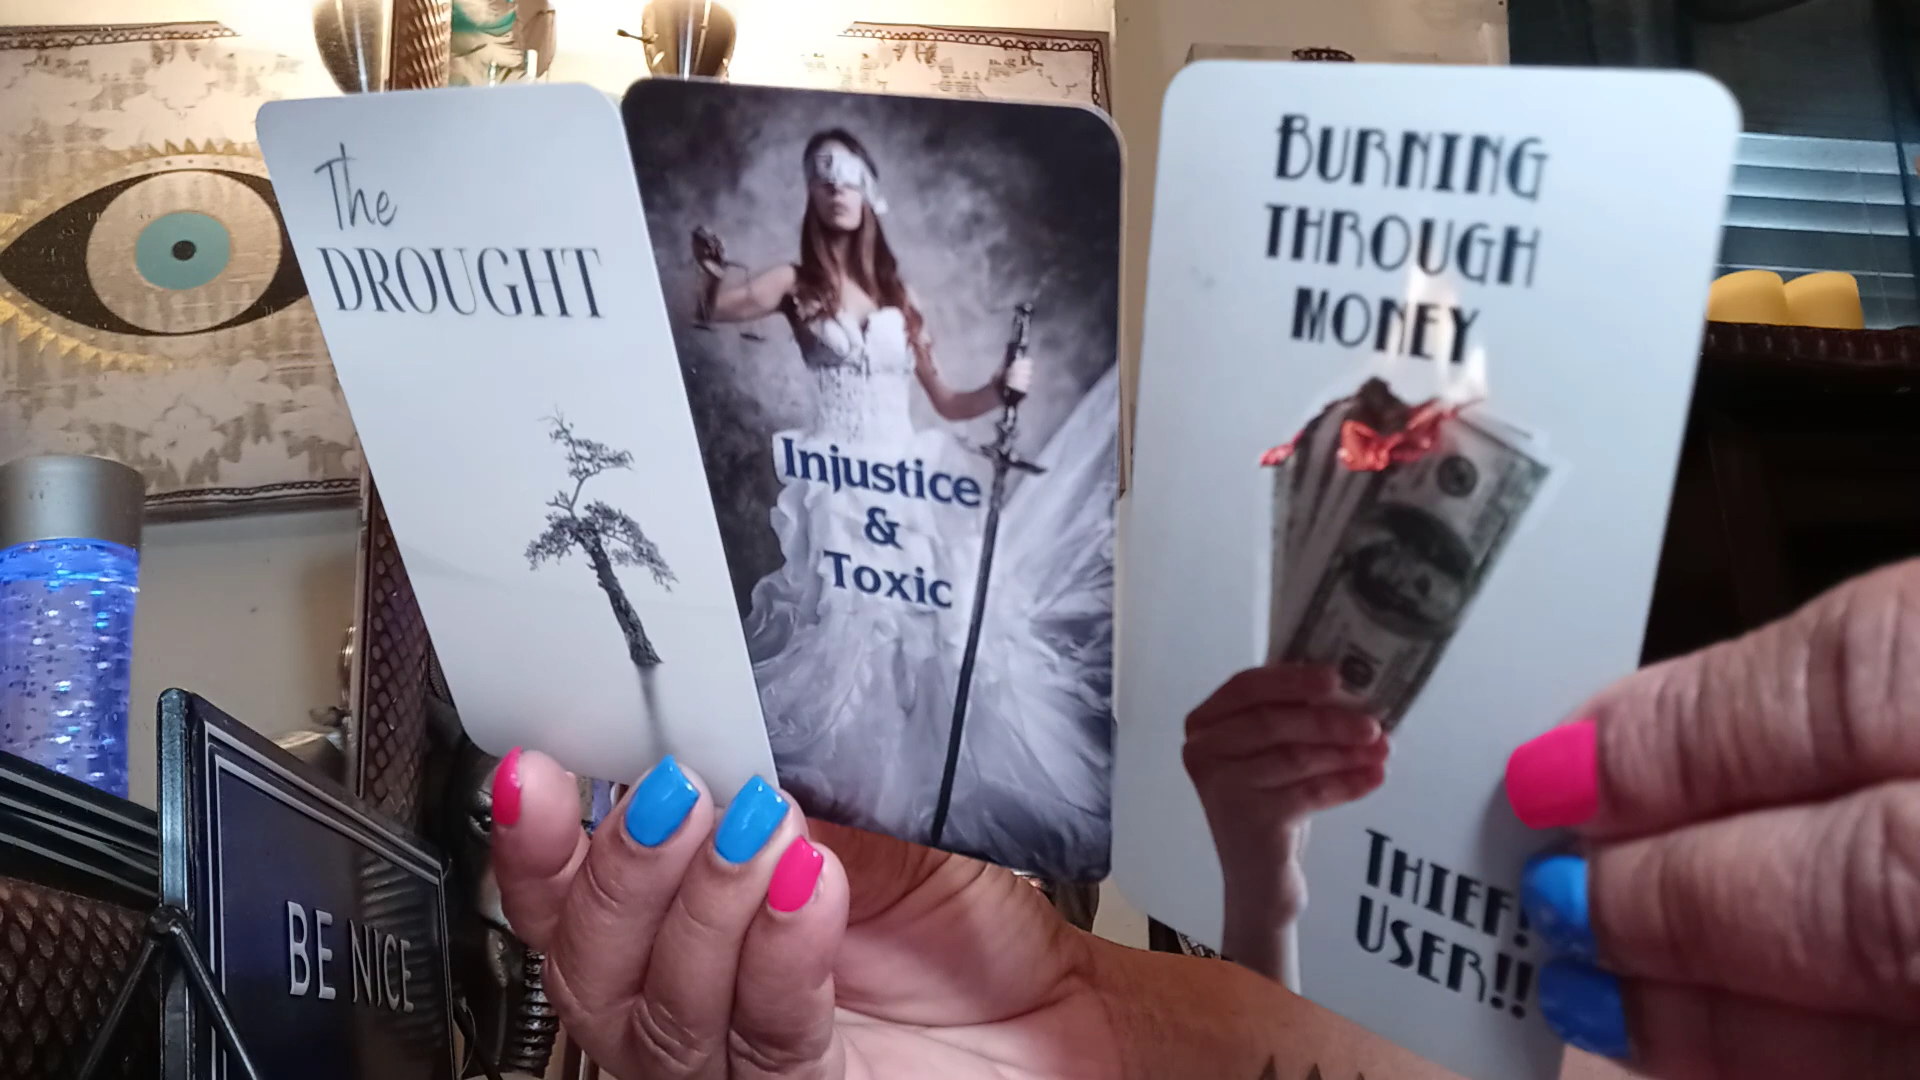 The
DROUGHT
Injustice
&
Toxic
BURNING
THROUGH
MONEY
THIEF!
USER!!
BE NICE